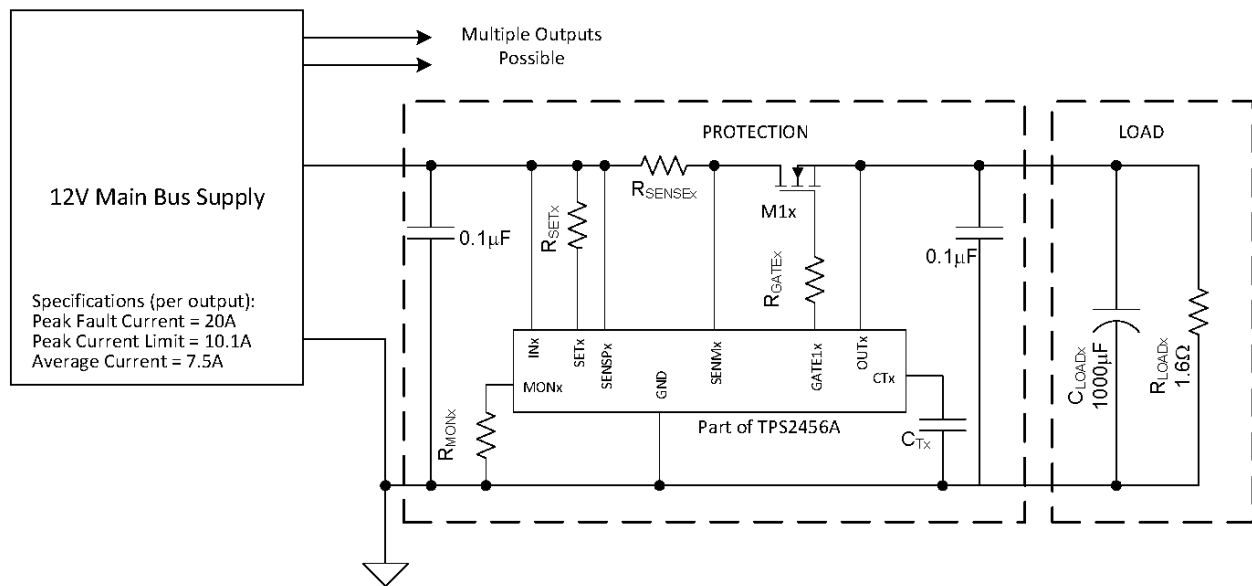 Multiple Outputs
Possible
PROTECTION
LOAD
12V Main Bus Supply
Specifications (per output):
Peak Fault Current = 20A
Peak Current Limit = 10.1A
Average Current = 7.5A
0.1µF
RSETx
RSENSEx
M1x
RGATEx
0.1µF
INx
SETx
SENSPx
SENMx
GATE1x
OUTx
MONx
GND
CTx
Part of TPS2456A
RMONx
CTx
CLOADx
1000µF
RLOADx
1.6Ω